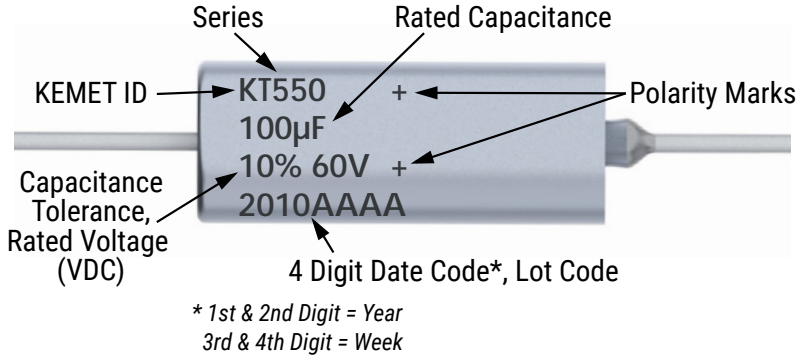 Series
Rated Capacitance
KEMET ID
KT550 +
Polarity Marks
100µF
10% 60V +
2010AAAA
Capacitance
Tolerance,
Rated Voltage
(VDC)
4 Digit Date Code*, Lot Code
* 1st & 2nd Digit = Year
3rd & 4th Digit = Week